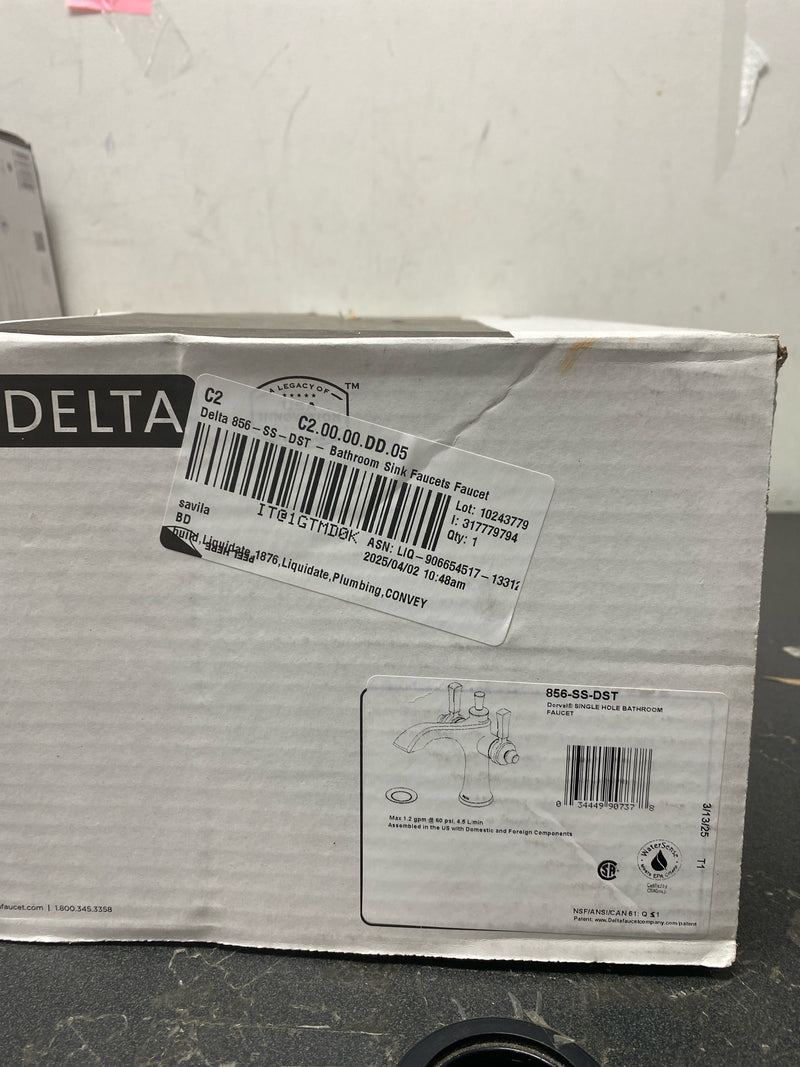 DELTA
A LEGACY OF
TM
C2
C2.00.00.DD.05
Delta 856-SS-DST - Bathroom Sink Faucets Faucet
IT@1GTMD0K
Lot: 10243779
I: 317779794
Qty: 1
savila
BD
ASN: LIQ-906654517-13312
2025/04/02 10:48am
build,Liquidate,1876,Liquidate,Plumbing,CONVEY
PEEL HERE
856-SS-DST
Dorval® SINGLE HOLE BATHROOM
FAUCET
0 34449 90737 8
Max 1.2 gpm @ 60 psi, 4.5 L/min
Assembled in the US with Domestic and Foreign Components
3/13/25 T1
WaterSense
NSF/ANSI/CAN 61: Q ≤1
Patent: www.Deltafaucetcompany.com/patent
faucet.com | 1.800.345.3358